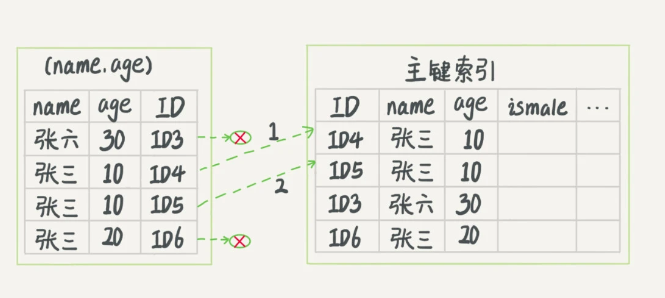 (name,age)
name age ID
张六 30 ID3
张三 10 ID4
张三 10 ID5
张三 20 ID6
1
2
主键索引
ID name age ismale ...
ID4 张三 10
ID5 张三 10
ID3 张六 30
ID6 张三 20